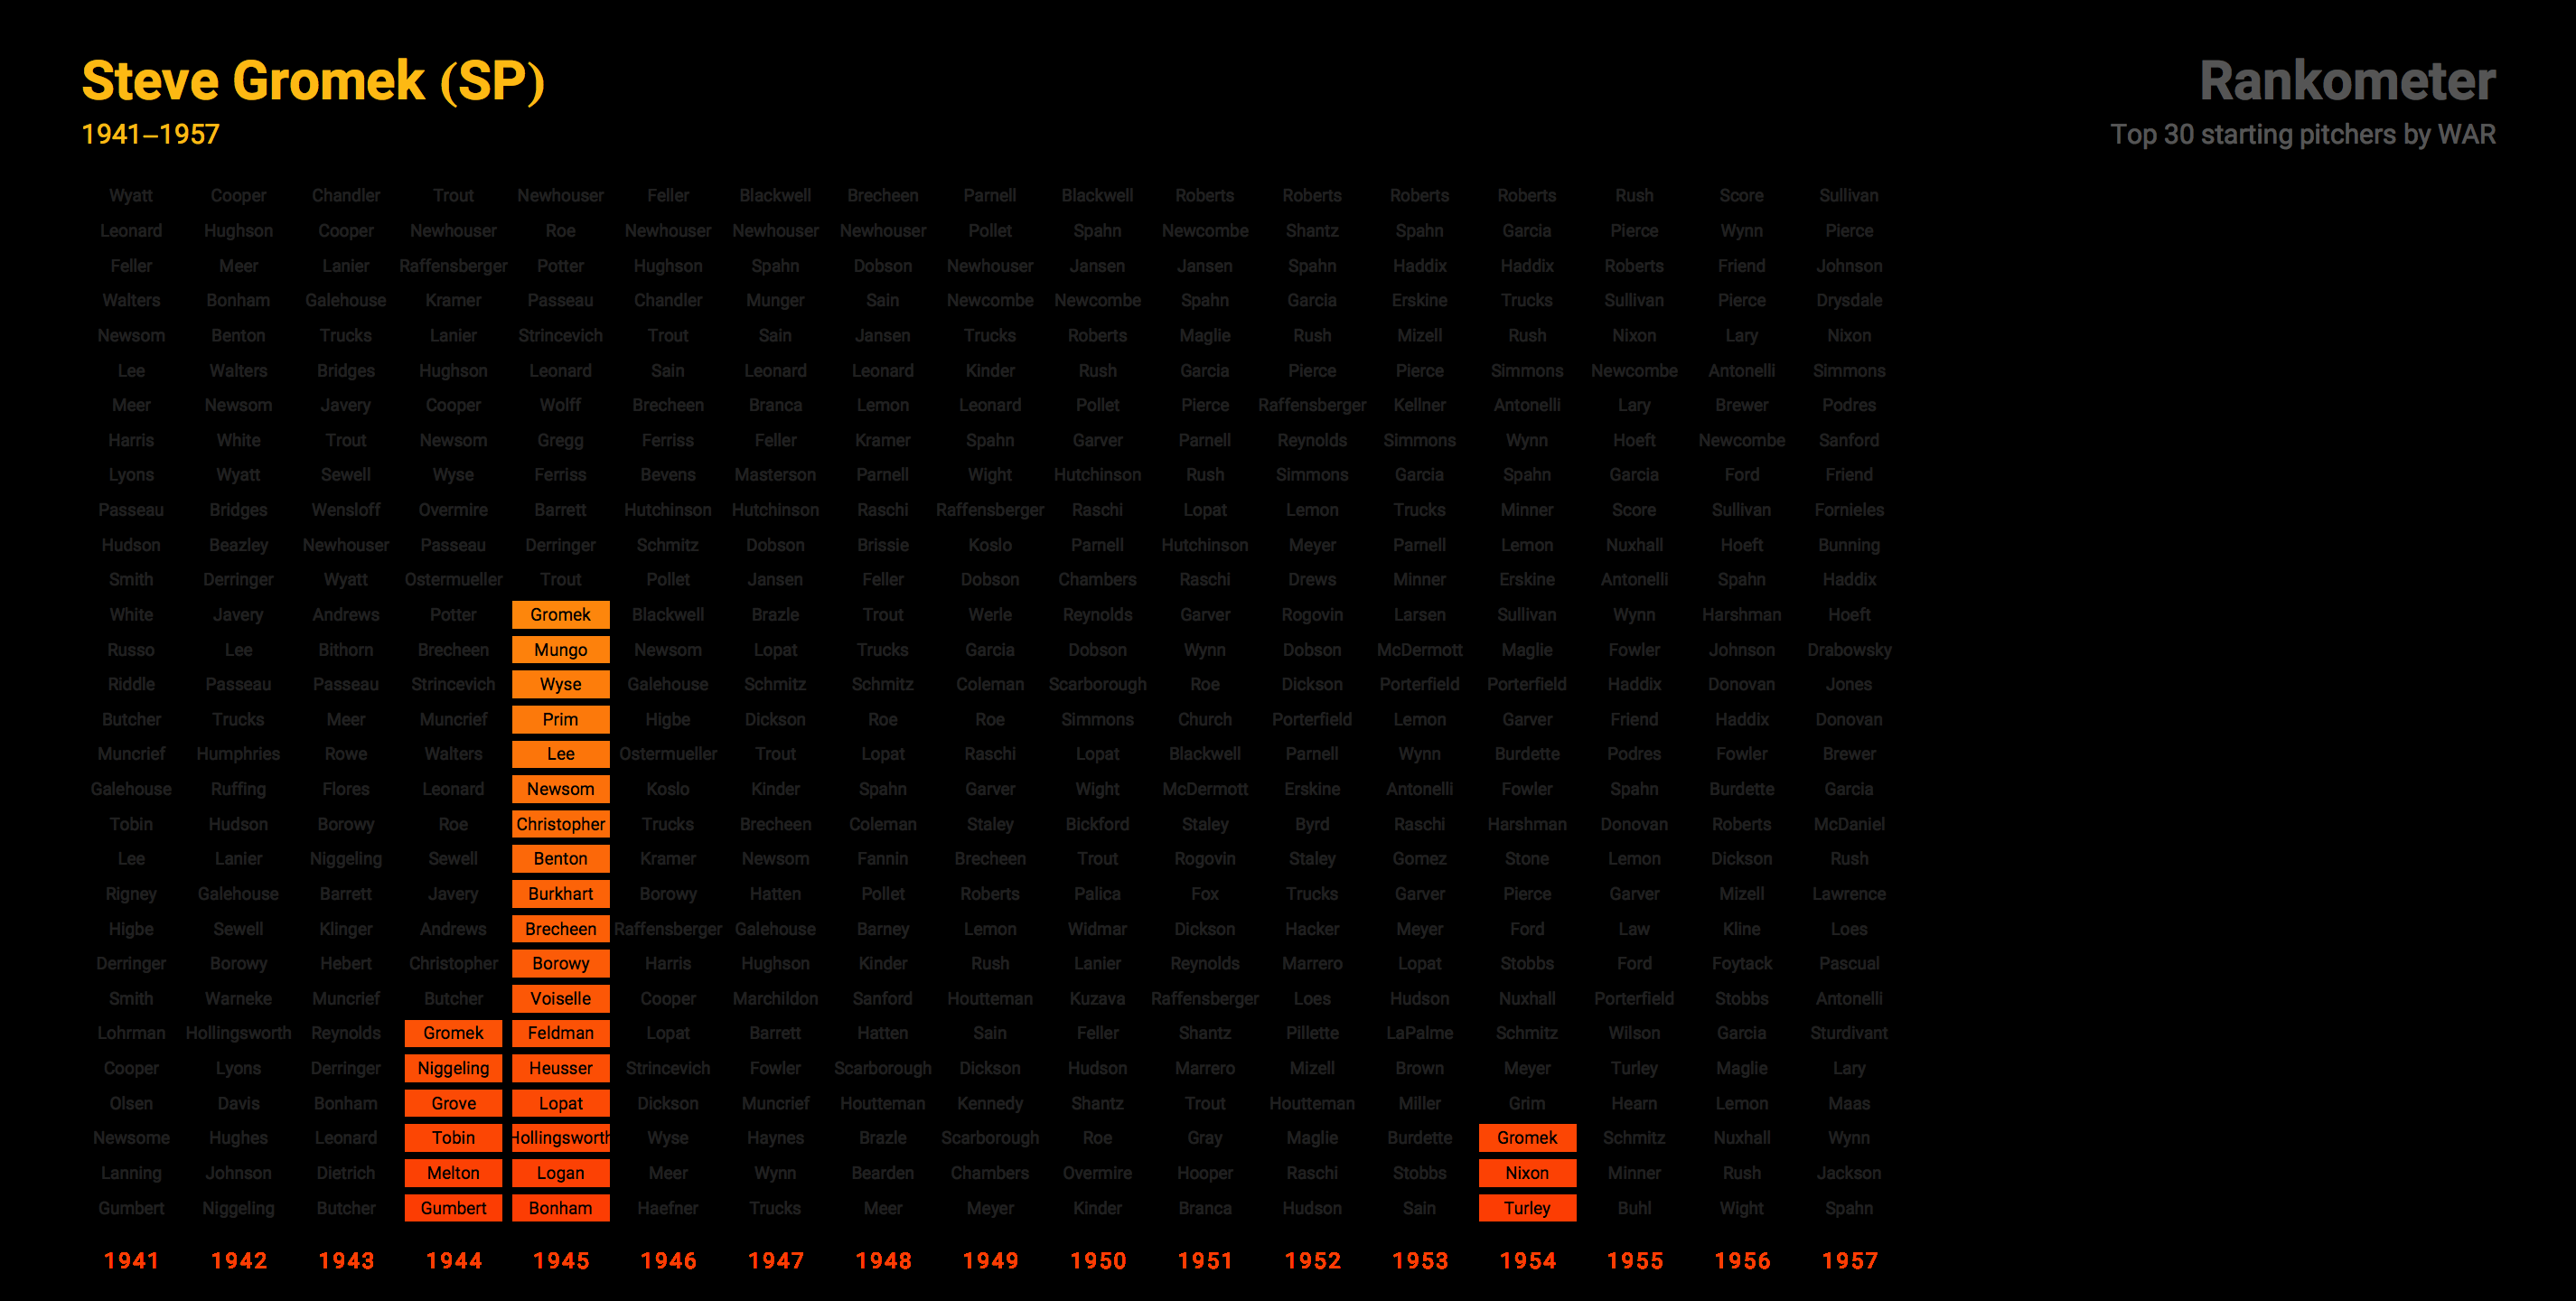 Steve Gromek (SP)
Rankometer
1941–1957
Top 30 starting pitchers by WAR
Wyatt Cooper Chandler Trout Newhouser Feller Blackwell Brecheen Parnell Blackwell Roberts Roberts Roberts Roberts Rush Score Sullivan
Leonard Hughson Cooper Newhouser Roe Newhouser Newhouser Newhouser Pollet Spahn Newcombe Shantz Spahn Garcia Pierce Wynn Pierce
Feller Meer Lanier Raffensberger Potter Hughson Spahn Dobson Newhouser Jansen Jansen Spahn Haddix Haddix Roberts Friend Johnson
Walters Bonham Galehouse Kramer Passeau Chandler Munger Sain Newcombe Newcombe Spahn Garcia Erskine Trucks Sullivan Pierce Drysdale
Newsom Benton Trucks Lanier Strincevich Trout Sain Jansen Trucks Roberts Maglie Rush Mizell Rush Nixon Lary Nixon
Lee Walters Bridges Hughson Leonard Sain Leonard Leonard Kinder Rush Garcia Pierce Pierce Simmons Newcombe Antonelli Simmons
Meer Newsom Javery Cooper Wolff Brecheen Branca Lemon Leonard Pollet Pierce Raffensberger Kellner Antonelli Lary Brewer Podres
Harris White Trout Newsom Gregg Ferriss Feller Kramer Spahn Garver Parnell Reynolds Simmons Wynn Hoeft Newcombe Sanford
Lyons Wyatt Sewell Wyse Ferriss Bevens Masterson Parnell Wight Hutchinson Rush Simmons Garcia Spahn Garcia Ford Friend
Passeau Bridges Wensloff Overmire Barrett Hutchinson Hutchinson Raschi Raffensberger Raschi Lopat Lemon Trucks Minner Score Sullivan Fornieles
Hudson Beazley Newhouser Passeau Derringer Schmitz Dobson Brissie Koslo Parnell Hutchinson Meyer Parnell Lemon Nuxhall Hoeft Bunning
Smith Derringer Wyatt Ostermueller Trout Pollet Jansen Feller Dobson Chambers Raschi Drews Minner Erskine Antonelli Spahn Haddix
White Javery Andrews Potter Gromek Blackwell Brazle Trout Werle Reynolds Garver Rogovin Larsen Sullivan Wynn Harshman Hoeft
Russo Lee Bithorn Brecheen Mungo Newsom Lopat Trucks Garcia Dobson Wynn Dobson McDermott Maglie Fowler Johnson Drabowsky
Riddle Passeau Passeau Strincevich Wyse Galehouse Schmitz Schmitz Coleman Scarborough Roe Dickson Porterfield Porterfield Haddix Donovan Jones
Butcher Trucks Meer Muncrief Prim Higbe Dickson Roe Roe Simmons Church Porterfield Lemon Garver Friend Haddix Donovan
Muncrief Humphries Rowe Walters Lee Ostermueller Trout Lopat Raschi Lopat Blackwell Parnell Wynn Burdette Podres Fowler Brewer
Galehouse Ruffing Flores Leonard Newsom Koslo Kinder Spahn Garver Wight McDermott Erskine Antonelli Fowler Spahn Burdette Garcia
Tobin Hudson Borowy Roe Christopher Trucks Brecheen Coleman Staley Bickford Staley Byrd Raschi Harshman Donovan Roberts McDaniel
Lee Lanier Niggeling Sewell Benton Kramer Newsom Fannin Brecheen Trout Rogovin Staley Gomez Stone Lemon Dickson Rush
Rigney Galehouse Barrett Javery Burkhart Borowy Hatten Pollet Roberts Palica Fox Trucks Garver Pierce Garver Mizell Lawrence
Higbe Sewell Klinger Andrews Brecheen Raffensberger Galehouse Barney Lemon Widmar Dickson Hacker Meyer Ford Law Kline Loes
Derringer Borowy Hebert Christopher Borowy Harris Hughson Kinder Rush Lanier Reynolds Marrero Lopat Stobbs Ford Foytack Pascual
Smith Warneke Muncrief Butcher Voiselle Cooper Marchildon Sanford Houtteman Kuzava Raffensberger Loes Hudson Nuxhall Porterfield Stobbs Antonelli
Lohrman Hollingsworth Reynolds Gromek Feldman Lopat Barrett Hatten Sain Feller Shantz Pillette LaPalme Schmitz Wilson Garcia Sturdivant
Cooper Lyons Derringer Niggeling Heusser Strincevich Fowler Scarborough Dickson Hudson Marrero Mizell Brown Meyer Turley Maglie Lary
Olsen Davis Bonham Grove Lopat Dickson Muncrief Houtteman Kennedy Shantz Trout Houtteman Miller Grim Hearn Lemon Maas
Newsome Hughes Leonard Tobin Hollingsworth Wyse Haynes Brazle Scarborough Roe Gray Maglie Burdette Gromek Schmitz Nuxhall Wynn
Lanning Johnson Dietrich Melton Logan Meer Wynn Bearden Chambers Overmire Hooper Raschi Stobbs Nixon Minner Rush Jackson
Gumbert Niggeling Butcher Gumbert Bonham Haefner Trucks Meer Meyer Kinder Branca Hudson Sain Turley Buhl Wight Spahn
1941 1942 1943 1944 1945 1946 1947 1948 1949 1950 1951 1952 1953 1954 1955 1956 1957